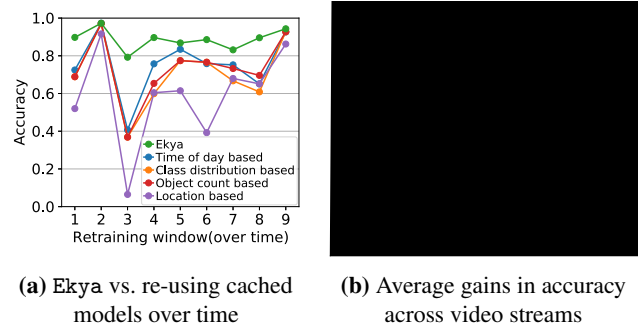 1.0
0.8
0.6
0.4
0.2
0.0
Accuracy
Ekya
Time of day based
Class distribution based
Object count based
Location based
1 2 3 4 5 6 7 8 9
Retraining window(over time)
(a) Ekya vs. re-using cached
models over time
(b) Average gains in accuracy
across video streams